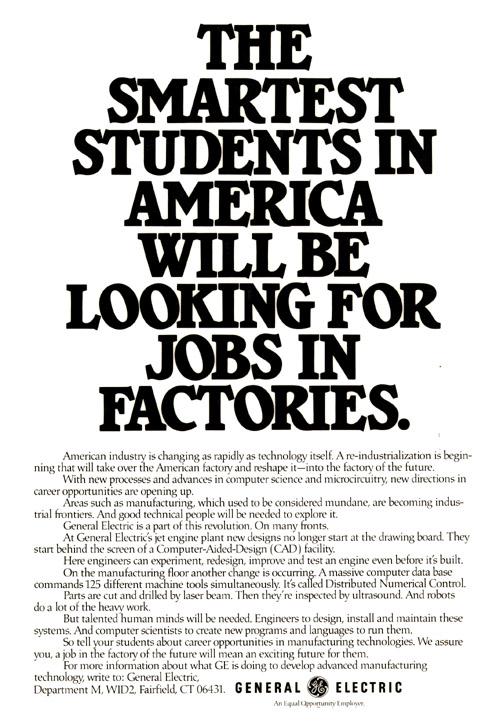 THE
SMARTEST
STUDENTS IN
AMERICA
WILL BE
LOOKING FOR
JOBS IN
FACTORIES.
American industry is changing as rapidly as technology itself. A re-industrialization is begin-
ning that will take over the American factory and reshape it—into the factory of the future.
With new processes and advances in computer science and microcircuitry, new directions in
career opportunities are opening up.
Areas such as manufacturing, which used to be considered mundane, are becoming indus-
trial frontiers. And good technical people will be needed to explore it.
General Electric is a part of this revolution. On many fronts.
At General Electric's jet engine plant new designs no longer start at the drawing board. They
start behind the screen of a Computer-Aided-Design (CAD) facility.
Here engineers can experiment, redesign, improve and test an engine even before it's built.
On the manufacturing floor another change is occurring. A massive computer data base
commands 125 different machine tools simultaneously. It's called Distributed Numerical Control.
Parts are cut and drilled by laser beam. Then they're inspected by ultrasound. And robots
do a lot of the heavy work.
But talented human minds will be needed. Engineers to design, install and maintain these
systems. And computer scientists to create new programs and languages to run them.
So tell your students about career opportunities in manufacturing technologies. We assure
you, a job in the factory of the future will mean an exciting future for them.
For more information about what GE is doing to develop advanced manufacturing
technology, write to: General Electric,
Department M, WID2, Fairfield, CT 06431. GENERAL GE ELECTRIC
An Equal Opportunity Employer.